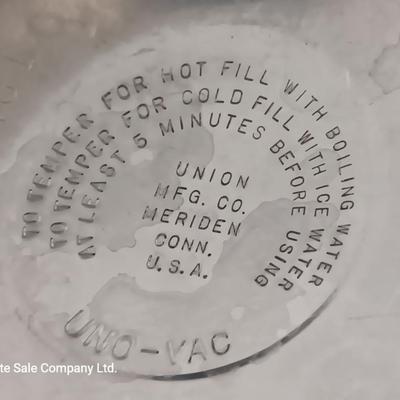 TO TEMPER FOR HOT FILL WITH BOILING WATER
TO TEMPER FOR COLD FILL WITH ICE WATER
AT LEAST 5 MINUTES BEFORE USING
UNION
MFG. CO.
MERIDEN
CONN.
U.S.A.
UNO-VAC
te Sale Company Ltd.